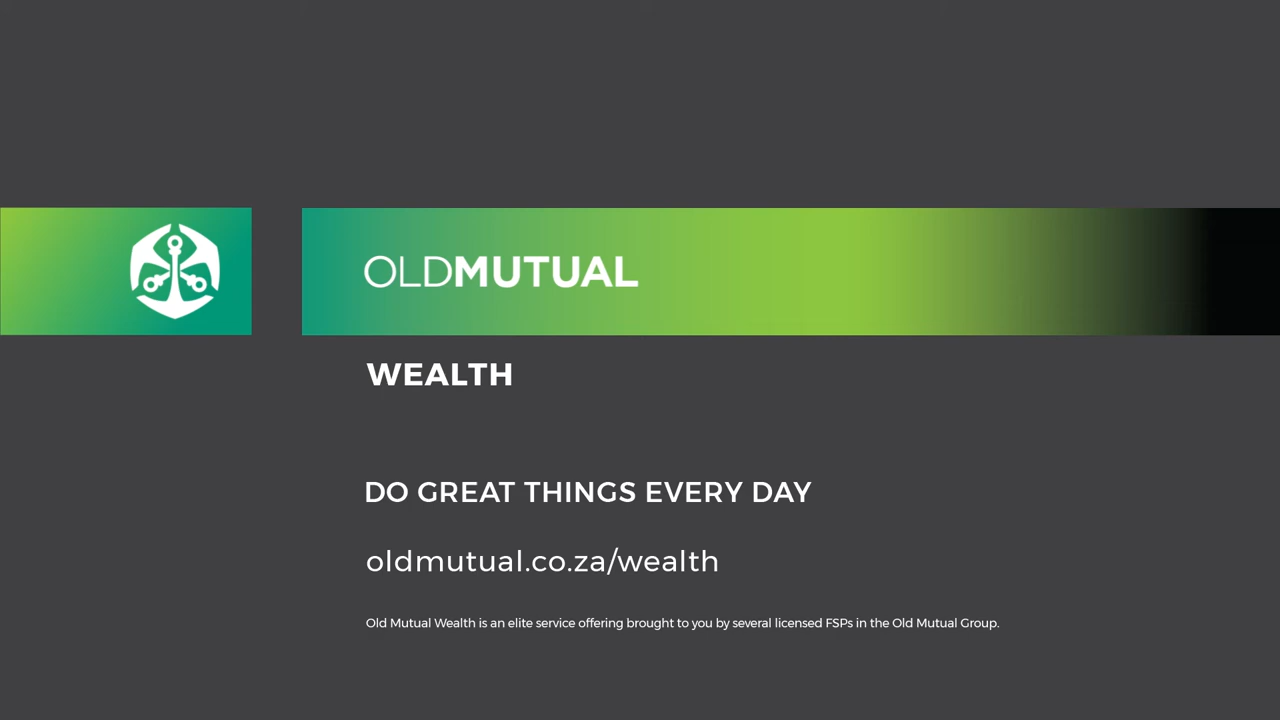 OLDMUTUAL
WEALTH
DO GREAT THINGS EVERY DAY
oldmutual.co.za/wealth
Old Mutual Wealth is an elite service offering brought to you by several licensed FSPs in the Old Mutual Group.